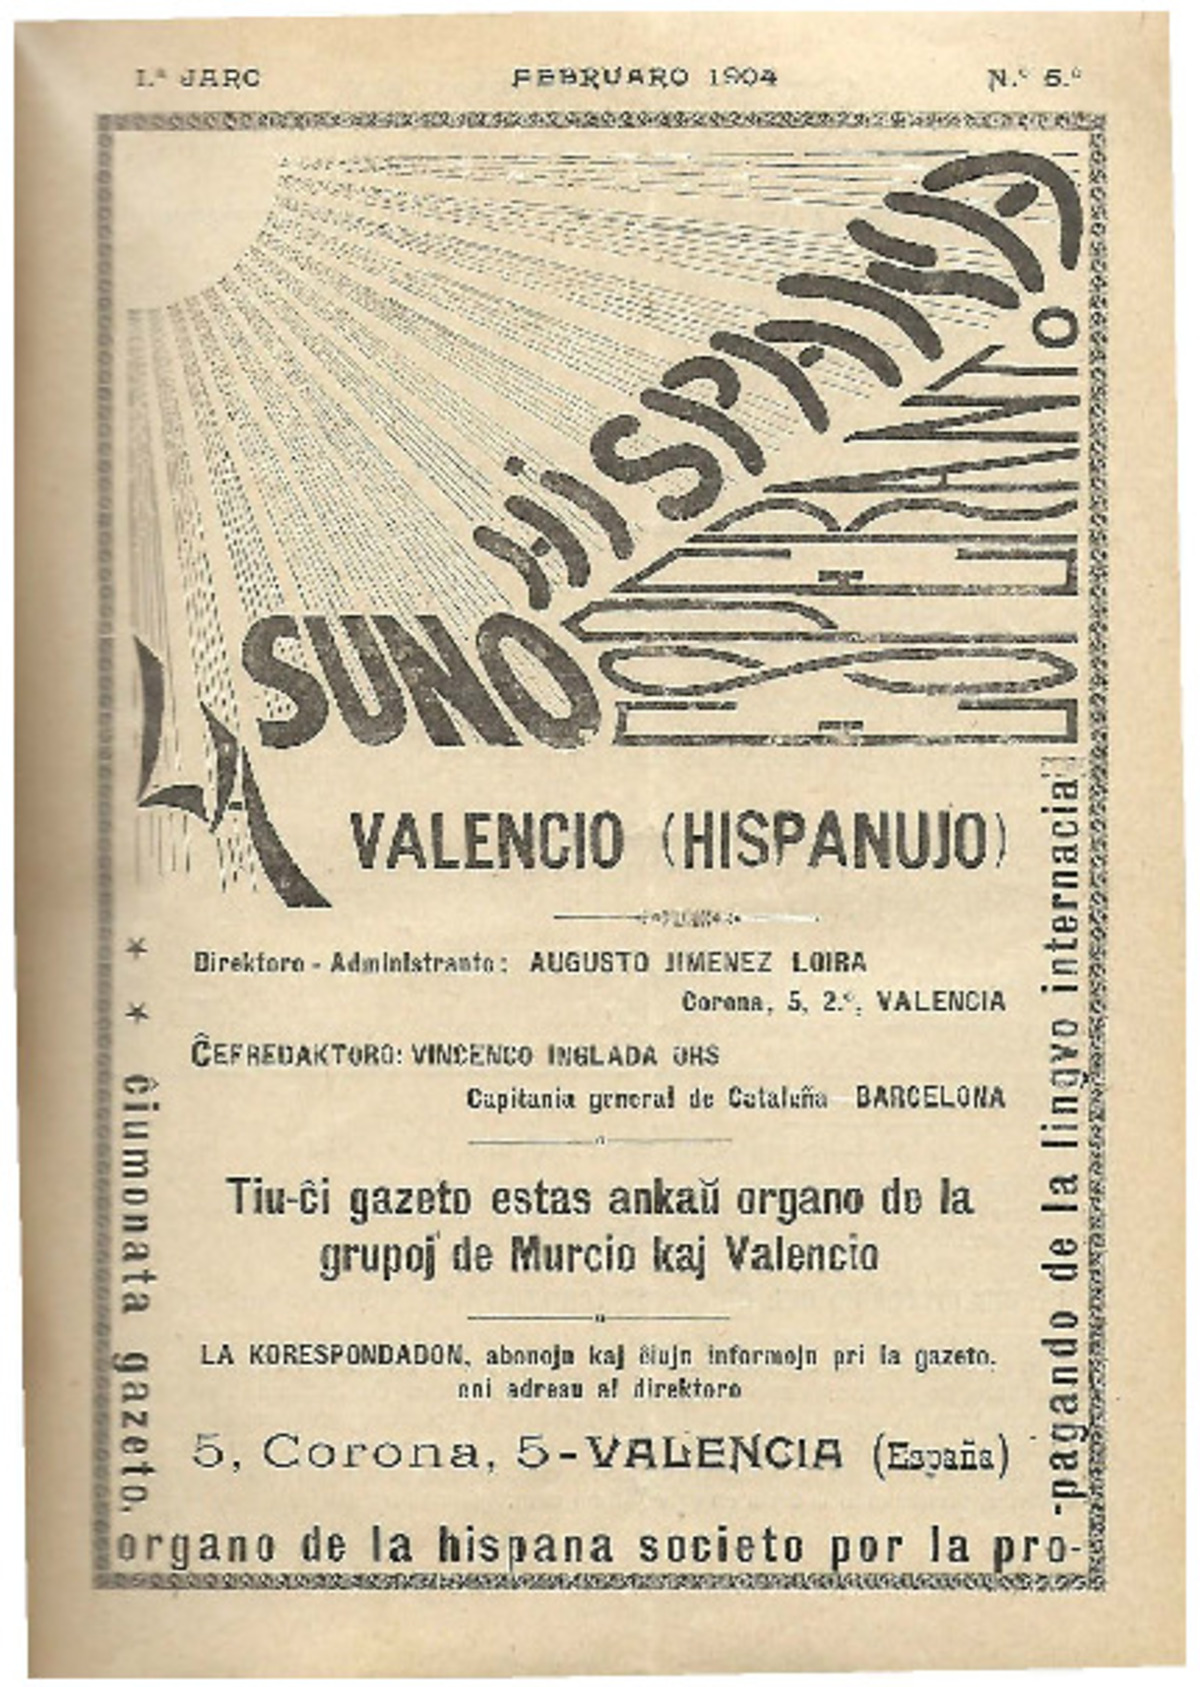 1.ª JARO FEBRUARO 1904 N.º 5.º
LA SUNO HISPANA
ESPERANTO
VALENCIO (HISPANUJO)
Direktoro - Administranto: AUGUSTO JIMENEZ LOIRA
Corona, 5, 2.º, VALENCIA
ĈEFREDAKTORO: VINCENCO INGLADA ORS
Capitania general de Cataluña BARCELONA
Tiu-ĉi gazeto estas ankaŭ organo de la
grupoj de Murcio kaj Valencio
LA KORESPONDADON, abonojn kaj ĉiujn informojn pri la gazeto,
oni adresu al direktoro
5, Corona, 5-VALENCIA (España)
ĉiumonata gazeto,
organo de la hispana societo por la pro-
-pagando de la lingvo internacia